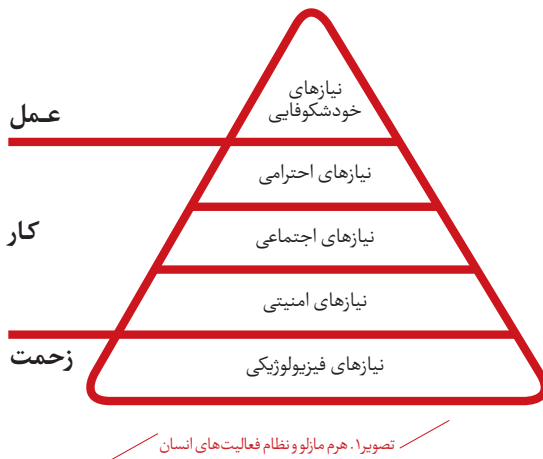 نیازهای
خودشکوفایی
عـمل
نیازهای احترامی
کار
نیازهای اجتماعی
نیازهای امنیتی
زحمت
نیازهای فیزیولوژیکی
تصویر۱. هرم مازلو و نظام فعالیت‌های انسان